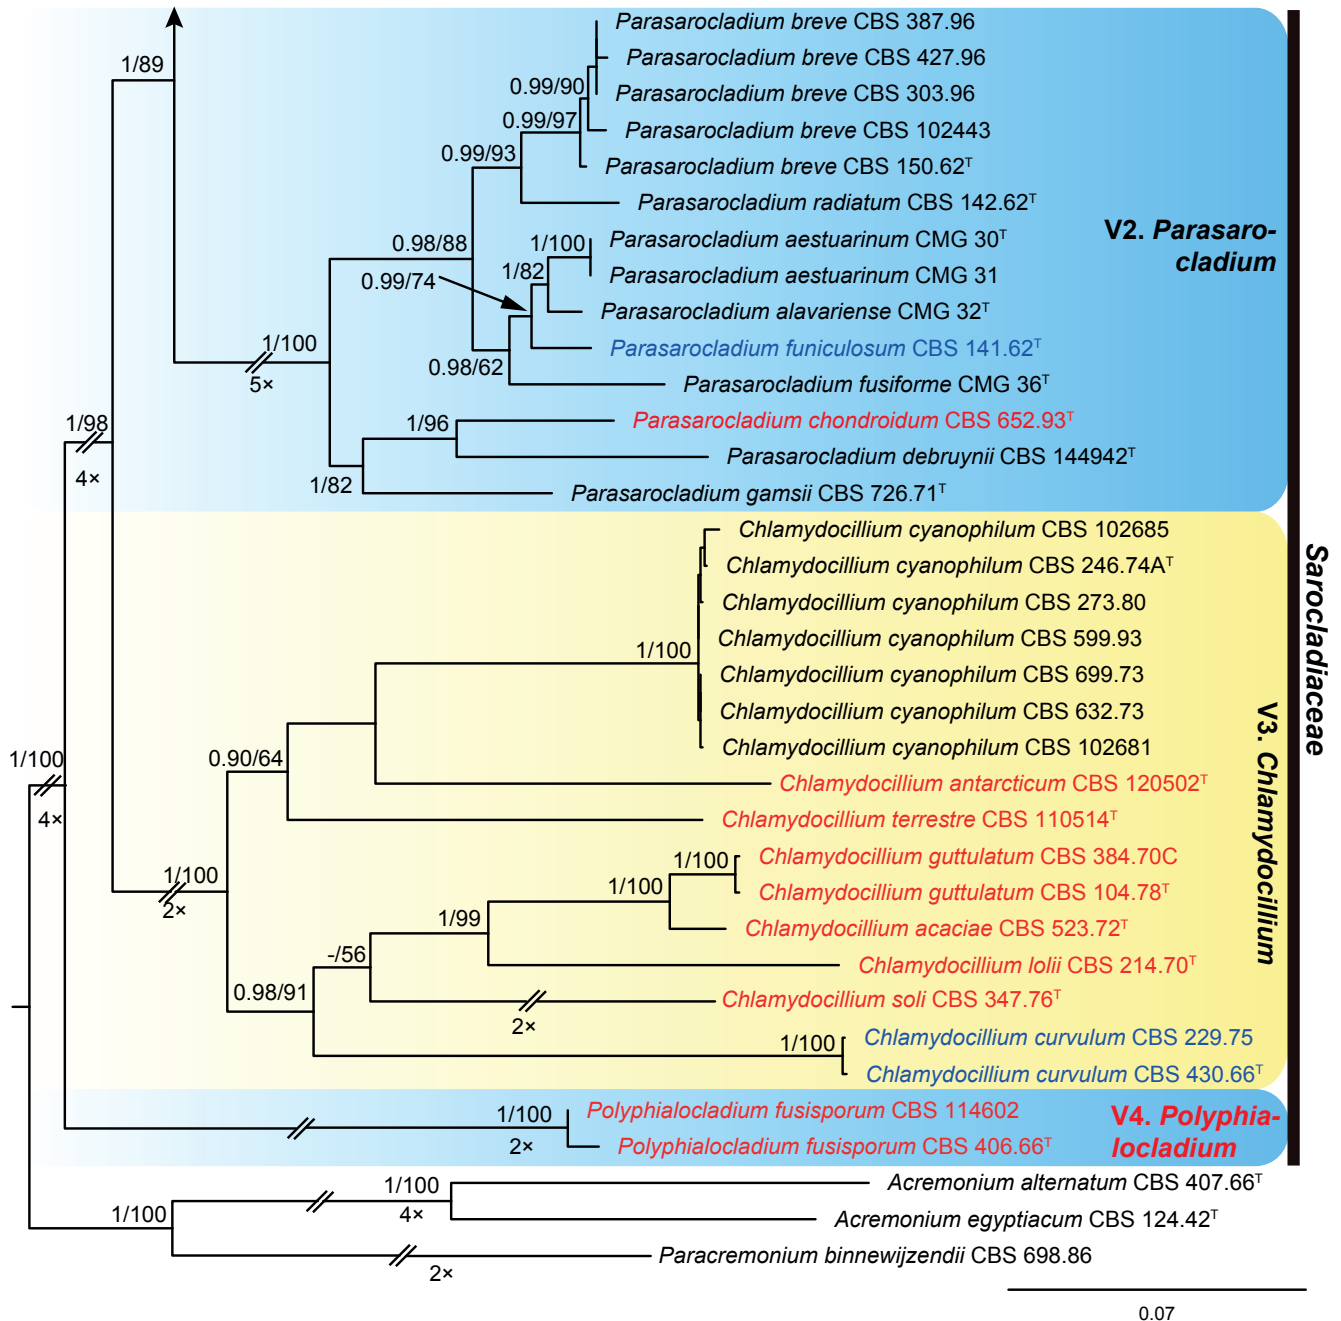 Parasarocladium breve CBS 387.96
1/89
Parasarocladium breve CBS 427.96
0.99/90
Parasarocladium breve CBS 303.96
0.99/97
Parasarocladium breve CBS 102443
0.99/93
Parasarocladium breve CBS 150.62ᵀ
Parasarocladium radiatum CBS 142.62ᵀ
V2. Parasaro-
cladium
0.98/88
1/100
Parasarocladium aestuarinum CMG 30ᵀ
0.99/74
1/82
Parasarocladium aestuarinum CMG 31
Parasarocladium alavariense CMG 32ᵀ
1/100
5×
Parasarocladium funiculosum CBS 141.62ᵀ
0.98/62
Parasarocladium fusiforme CMG 36ᵀ
1/98
4×
1/96
Parasarocladium chondroidum CBS 652.93ᵀ
Parasarocladium debruynii CBS 144942ᵀ
1/82
Parasarocladium gamsii CBS 726.71ᵀ
Chlamydocillium cyanophilum CBS 102685
Chlamydocillium cyanophilum CBS 246.74Aᵀ
Chlamydocillium cyanophilum CBS 273.80
Chlamydocillium cyanophilum CBS 599.93
1/100
Chlamydocillium cyanophilum CBS 699.73
Chlamydocillium cyanophilum CBS 632.73
Chlamydocillium cyanophilum CBS 102681
Sarocladiaceae
V3. Chlamydocillium
1/100
4×
0.90/64
Chlamydocillium antarcticum CBS 120502ᵀ
Chlamydocillium terrestre CBS 110514ᵀ
1/100
Chlamydocillium guttulatum CBS 384.70C
1/100
2×
1/100
Chlamydocillium guttulatum CBS 104.78ᵀ
1/99
Chlamydocillium acaciae CBS 523.72ᵀ
-/56
Chlamydocillium lolii CBS 214.70ᵀ
0.98/91
Chlamydocillium soli CBS 347.76ᵀ
2×
1/100
Chlamydocillium curvulum CBS 229.75
Chlamydocillium curvulum CBS 430.66ᵀ
1/100
2×
Polyphialocladium fusisporum CBS 114602
Polyphialocladium fusisporum CBS 406.66ᵀ
V4. Polyphia-
locladium
1/100
4×
Acremonium alternatum CBS 407.66ᵀ
1/100
Acremonium egyptiacum CBS 124.42ᵀ
Paracremonium binnewijzendii CBS 698.86
2×
0.07